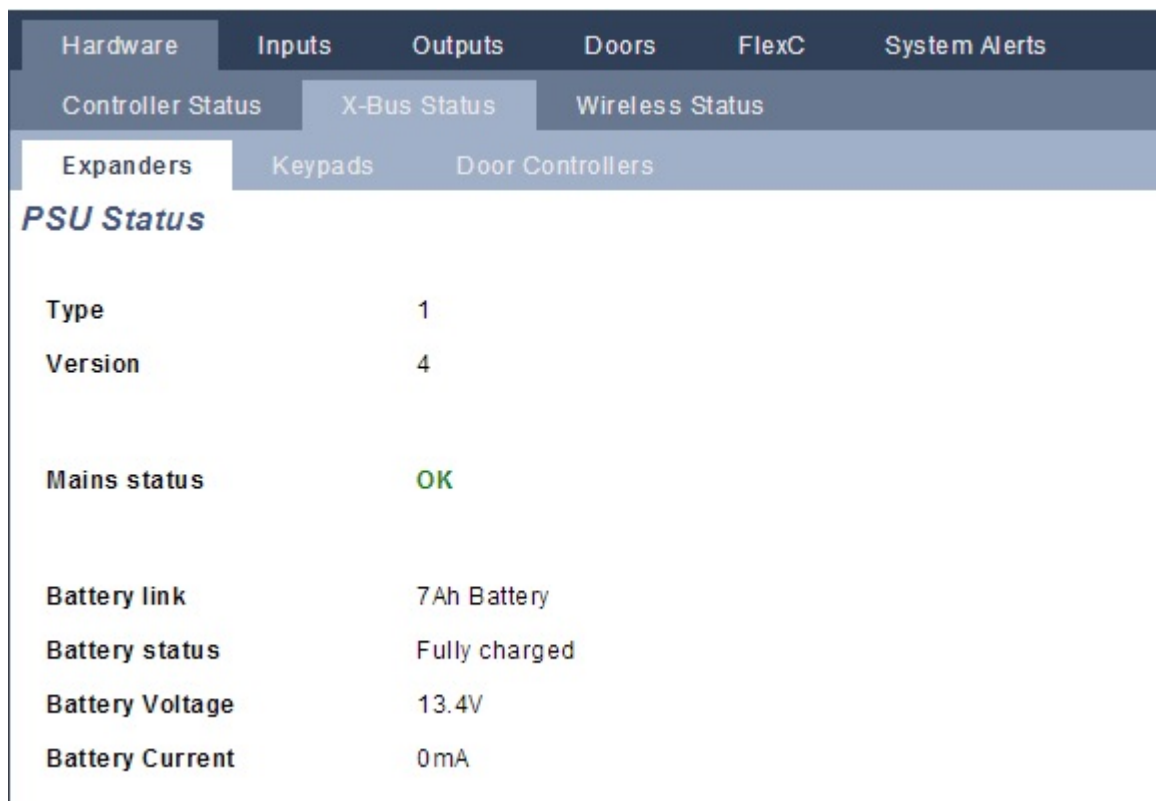 Hardware Inputs Outputs Doors FlexC System Alerts
Controller Status X-Bus Status Wireless Status
Expanders Keypads Door Controllers
PSU Status
Type 1
Version 4
Mains status OK
Battery link 7Ah Battery
Battery status Fully charged
Battery Voltage 13.4V
Battery Current 0mA